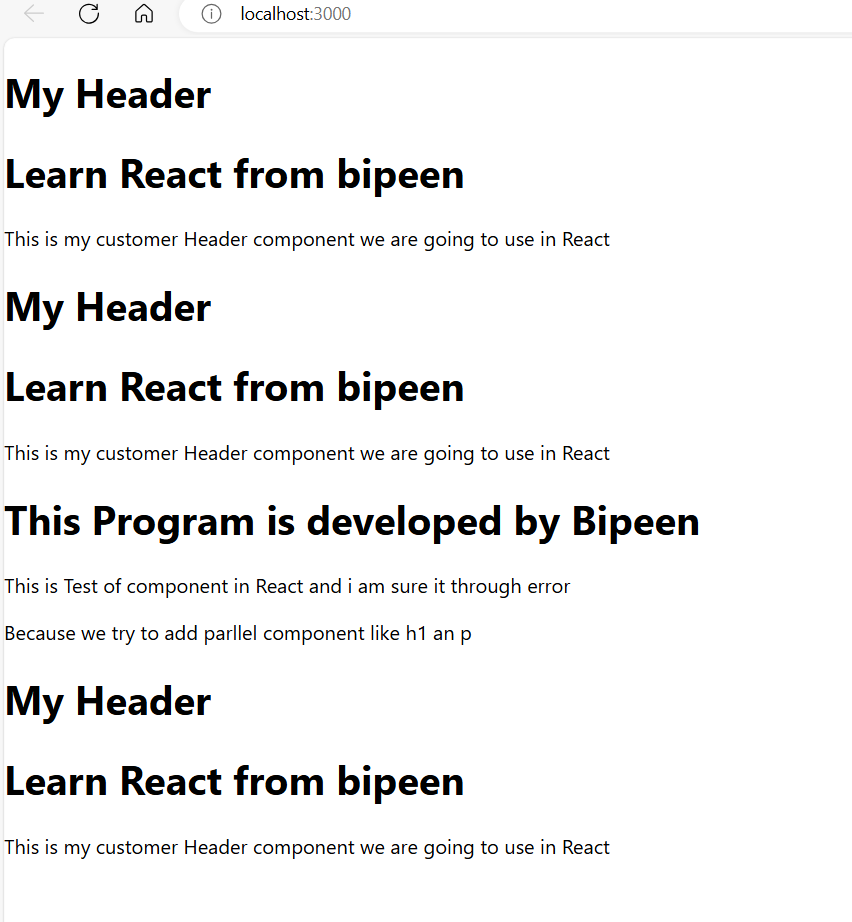 localhost:3000
My Header
Learn React from bipeen
This is my customer Header component we are going to use in React
My Header
Learn React from bipeen
This is my customer Header component we are going to use in React
This Program is developed by Bipeen
This is Test of component in React and i am sure it through error
Because we try to add parllel component like h1 an p
My Header
Learn React from bipeen
This is my customer Header component we are going to use in React